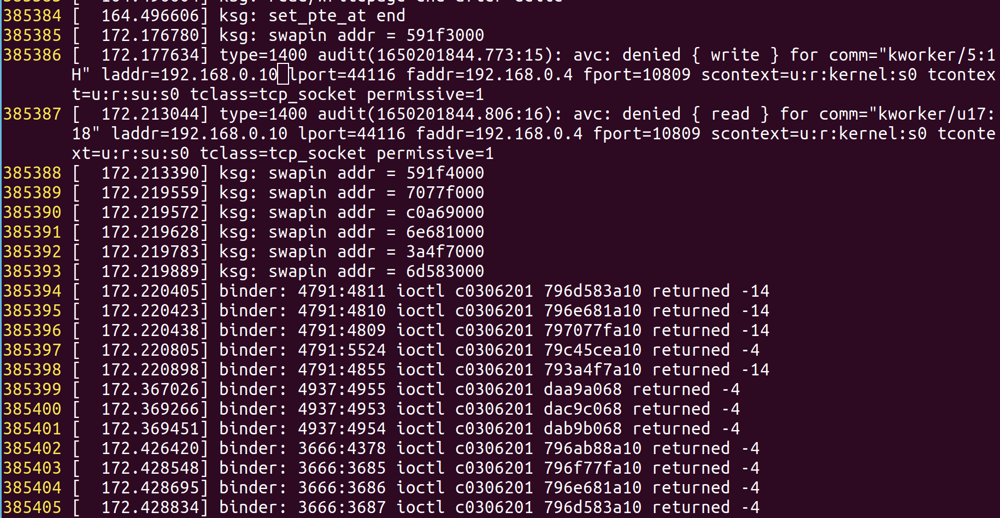 385384 [  164.496606] ksg: set_pte_at end
385385 [  172.176780] ksg: swapin addr = 591f3000
385386 [  172.177634] type=1400 audit(1650201844.773:15): avc: denied { write } for comm="kworker/5:1
H" laddr=192.168.0.10 lport=44116 faddr=192.168.0.4 fport=10809 scontext=u:r:kernel:s0 tcontex
t=u:r:su:s0 tclass=tcp_socket permissive=1
385387 [  172.213044] type=1400 audit(1650201844.806:16): avc: denied { read } for comm="kworker/u17:
18" laddr=192.168.0.10 lport=44116 faddr=192.168.0.4 fport=10809 scontext=u:r:kernel:s0 tconte
xt=u:r:su:s0 tclass=tcp_socket permissive=1
385388 [  172.213390] ksg: swapin addr = 591f4000
385389 [  172.219559] ksg: swapin addr = 7077f000
385390 [  172.219572] ksg: swapin addr = c0a69000
385391 [  172.219628] ksg: swapin addr = 6e681000
385392 [  172.219783] ksg: swapin addr = 3a4f7000
385393 [  172.219889] ksg: swapin addr = 6d583000
385394 [  172.220405] binder: 4791:4811 ioctl c0306201 796d583a10 returned -14
385395 [  172.220423] binder: 4791:4810 ioctl c0306201 796e681a10 returned -14
385396 [  172.220438] binder: 4791:4809 ioctl c0306201 797077fa10 returned -14
385397 [  172.220805] binder: 4791:5524 ioctl c0306201 79c45cea10 returned -4
385398 [  172.220898] binder: 4791:4855 ioctl c0306201 793a4f7a10 returned -14
385399 [  172.367026] binder: 4937:4955 ioctl c0306201 daa9a068 returned -4
385400 [  172.369266] binder: 4937:4953 ioctl c0306201 dac9c068 returned -4
385401 [  172.369451] binder: 4937:4954 ioctl c0306201 dab9b068 returned -4
385402 [  172.426420] binder: 3666:4378 ioctl c0306201 796ab88a10 returned -4
385403 [  172.428548] binder: 3666:3685 ioctl c0306201 796f77fa10 returned -4
385404 [  172.428695] binder: 3666:3686 ioctl c0306201 796e681a10 returned -4
385405 [  172.428834] binder: 3666:3687 ioctl c0306201 796d583a10 returned -4